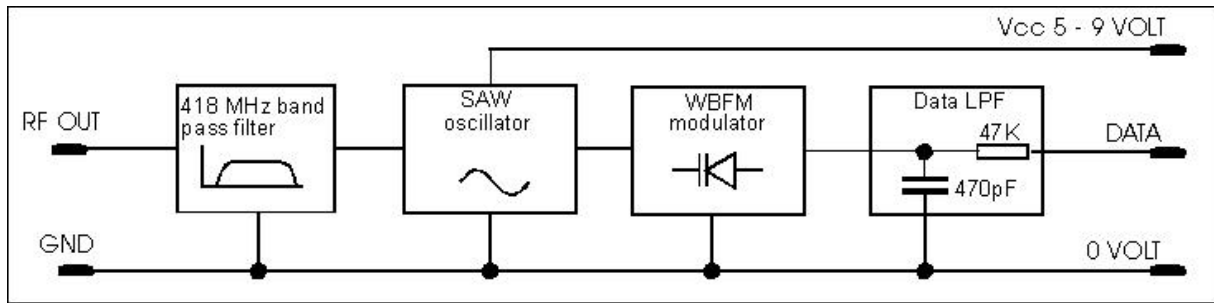 Vcc 5 - 9 VOLT
418 MHz band
pass filter
SAW
oscillator
WBFM
modulator
Data LPF
47K
470pF
RF OUT
DATA
GND
0 VOLT